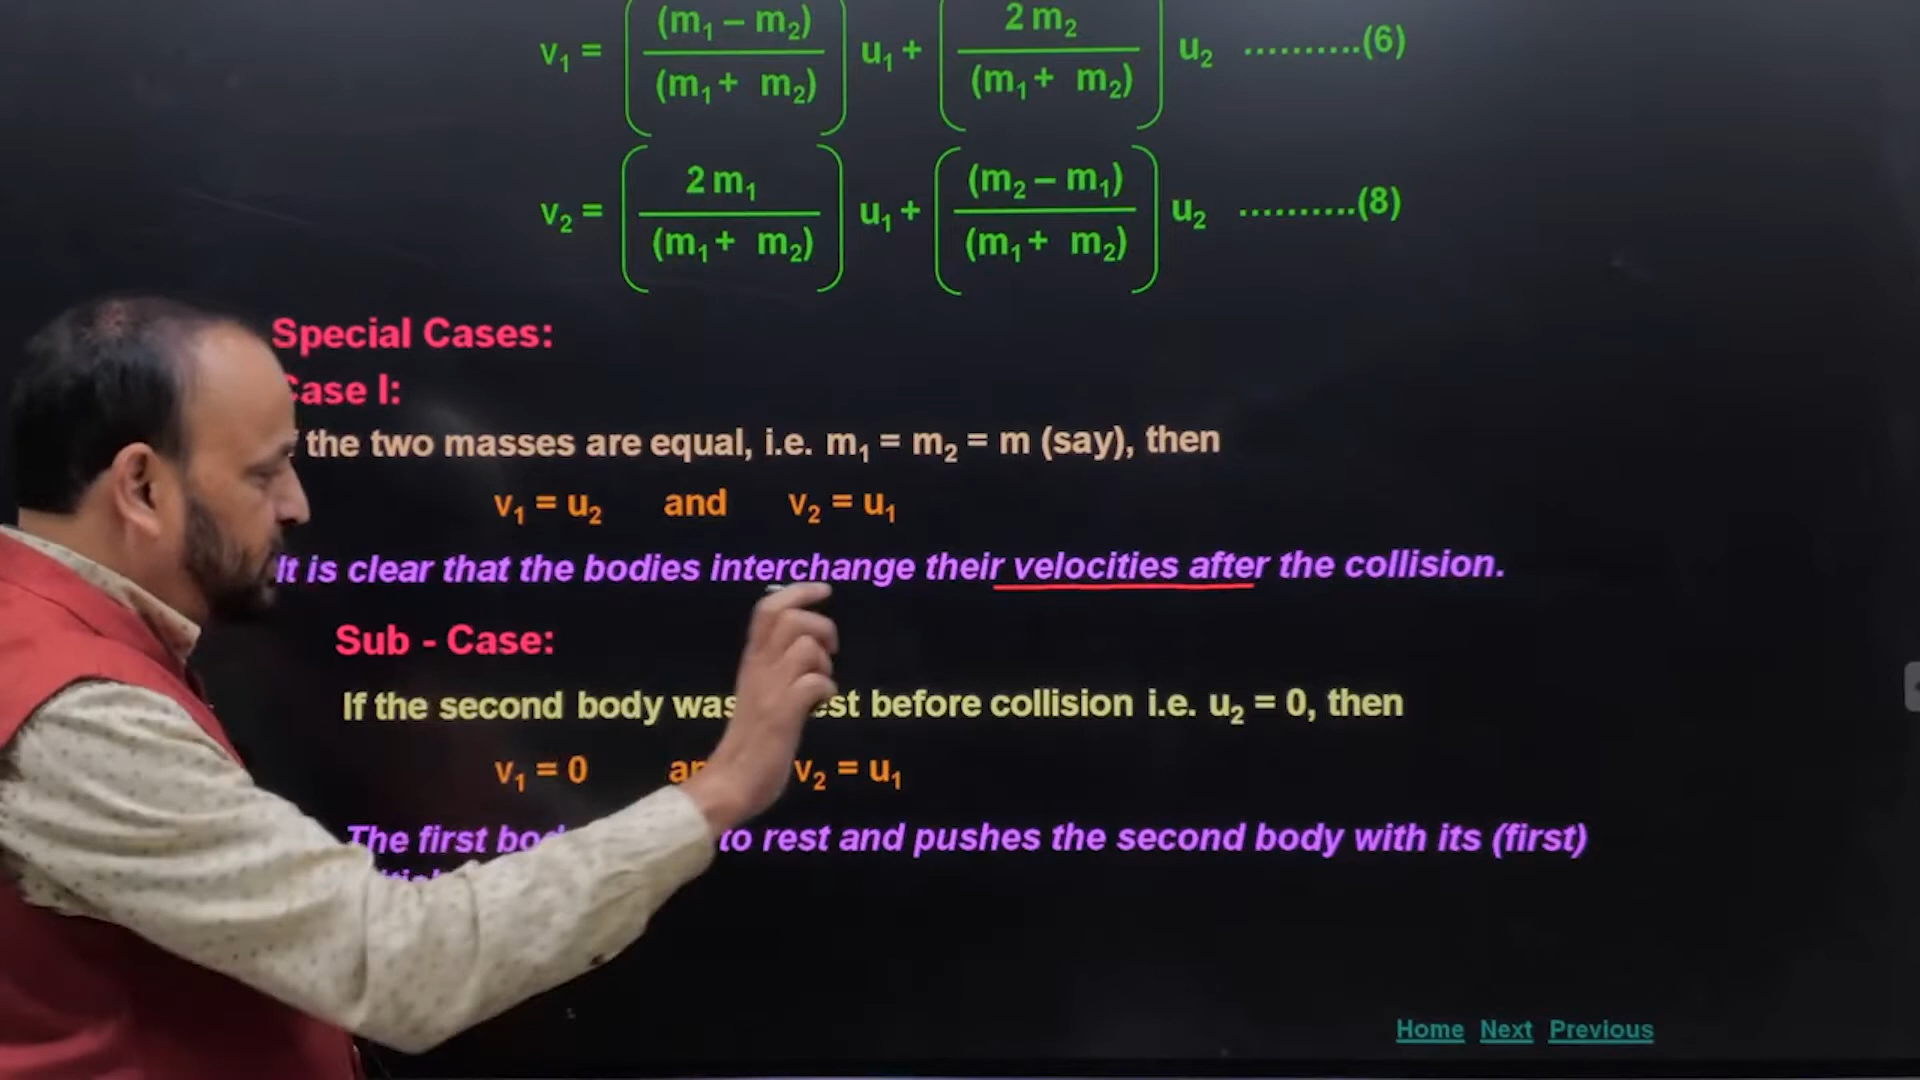 v₁ = (m₁ – m₂) / (m₁ + m₂) u₁ + 2 m₂ / (m₁ + m₂) u₂ ..........(6)
v₂ = 2 m₁ / (m₁ + m₂) u₁ + (m₂ – m₁) / (m₁ + m₂) u₂ ..........(8)
Special Cases:
Case I:
the two masses are equal, i.e. m₁ = m₂ = m (say), then
v₁ = u₂ and v₂ = u₁
It is clear that the bodies interchange their velocities after the collision.
Sub - Case:
If the second body was before collision i.e. u₂ = 0, then
v₁ = 0 v₂ = u₁
The first to rest and pushes the second body with its (first)
Home Next Previous